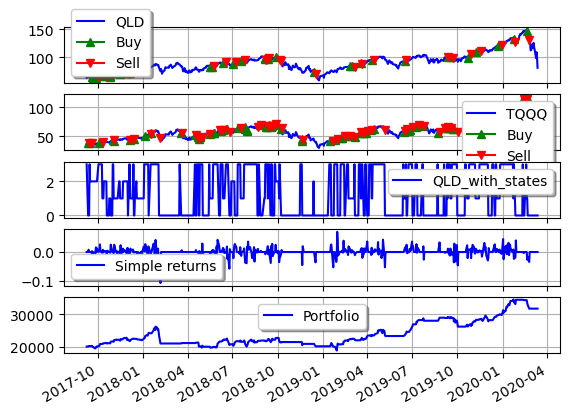 150
QLD
Buy
Sell
100
100
50
TQQQ
Buy
Sell
2
0
QLD_with_states
0.0
−0.1
Simple returns
30000
20000
Portfolio
2017-10
2018-01
2018-04
2018-07
2018-10
2019-01
2019-04
2019-07
2019-10
2020-01
2020-04